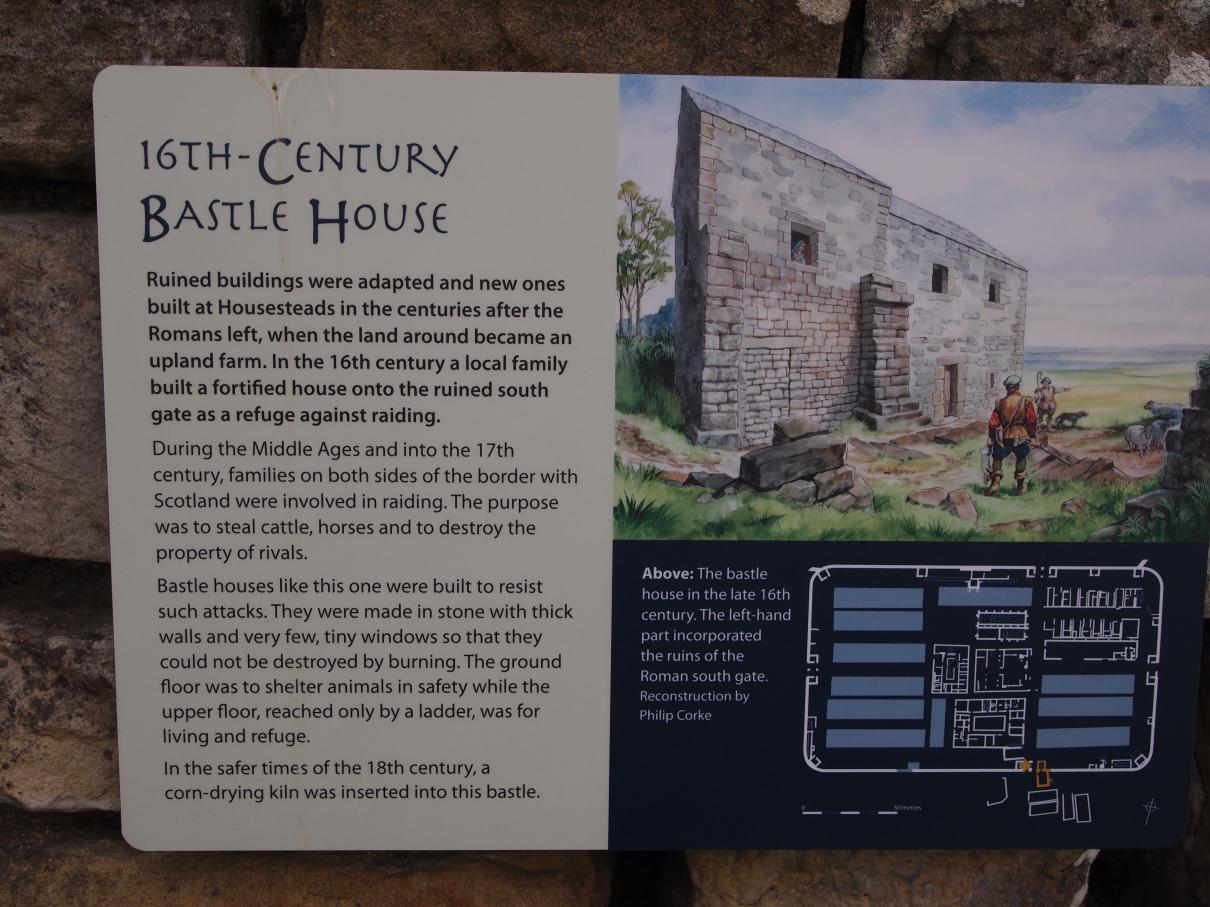 16TH-CENTURY
BASTLE HOUSE
Ruined buildings were adapted and new ones
built at Housesteads in the centuries after the
Romans left, when the land around became an
upland farm. In the 16th century a local family
built a fortified house onto the ruined south
gate as a refuge against raiding.
During the Middle Ages and into the 17th
century, families on both sides of the border with
Scotland were involved in raiding. The purpose
was to steal cattle, horses and to destroy the
property of rivals.
Bastle houses like this one were built to resist
such attacks. They were made in stone with thick
walls and very few, tiny windows so that they
could not be destroyed by burning. The ground
floor was to shelter animals in safety while the
upper floor, reached only by a ladder, was for
living and refuge.
In the safer times of the 18th century, a
corn-drying kiln was inserted into this bastle.
Above: The bastle
house in the late 16th
century. The left-hand
part incorporated
the ruins of the
Roman south gate.
Reconstruction by
Philip Corke
0 50 metres